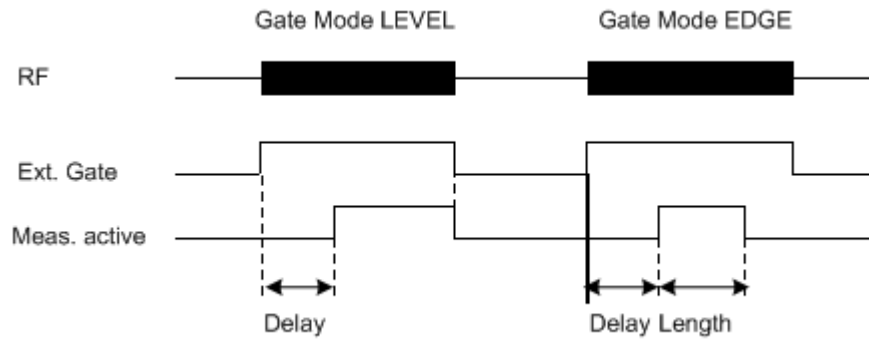 Gate Mode LEVEL Gate Mode EDGE
RF
Ext. Gate
Meas. active
Delay Delay Length